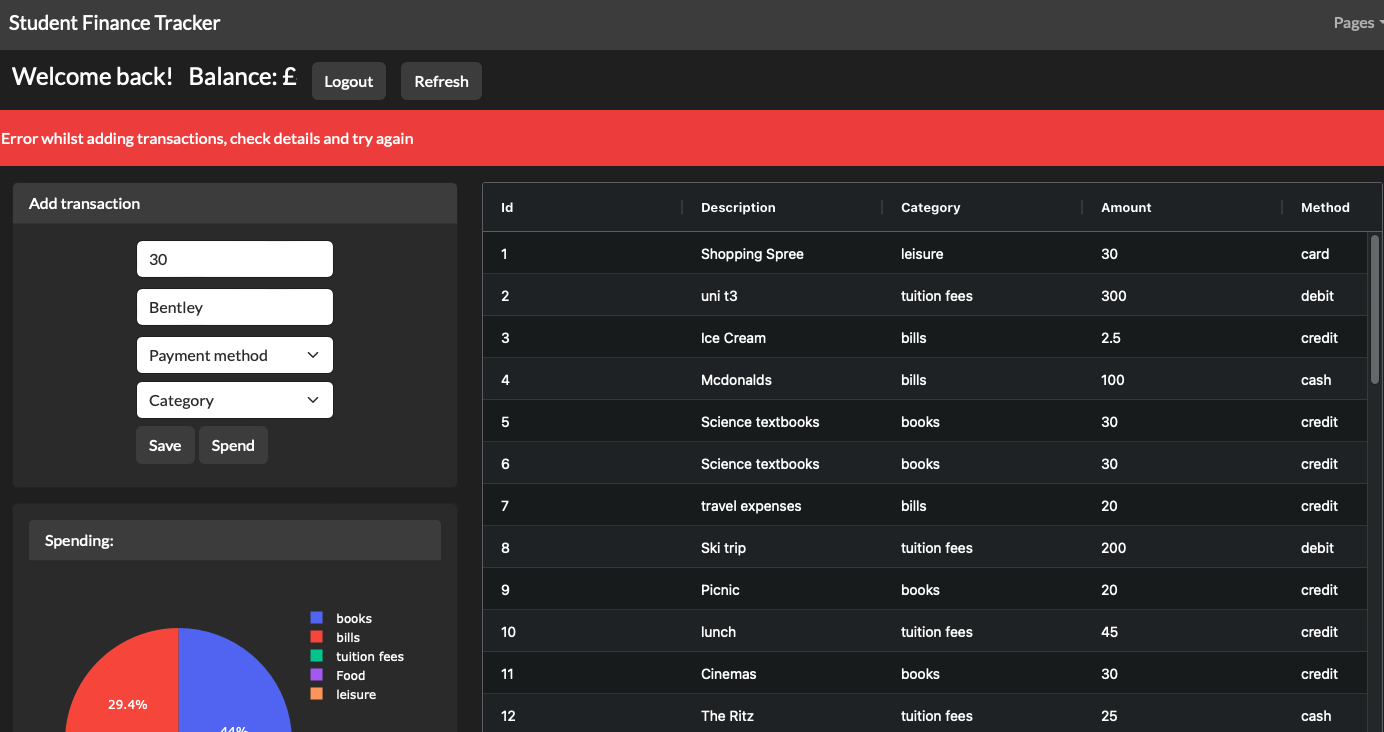 Student Finance Tracker
Pages
Welcome back! Balance: £
Logout
Refresh
Error whilst adding transactions, check details and try again
Add transaction
30
Bentley
Payment method
Category
Save
Spend
Spending:
books
bills
tuition fees
Food
leisure
29.4%
44%
Id Description Category Amount Method
1 Shopping Spree leisure 30 card
2 uni t3 tuition fees 300 debit
3 Ice Cream bills 2.5 credit
4 Mcdonalds bills 100 cash
5 Science textbooks books 30 credit
6 Science textbooks books 30 credit
7 travel expenses bills 20 credit
8 Ski trip tuition fees 200 debit
9 Picnic books 20 credit
10 lunch tuition fees 45 credit
11 Cinemas books 30 credit
12 The Ritz tuition fees 25 cash